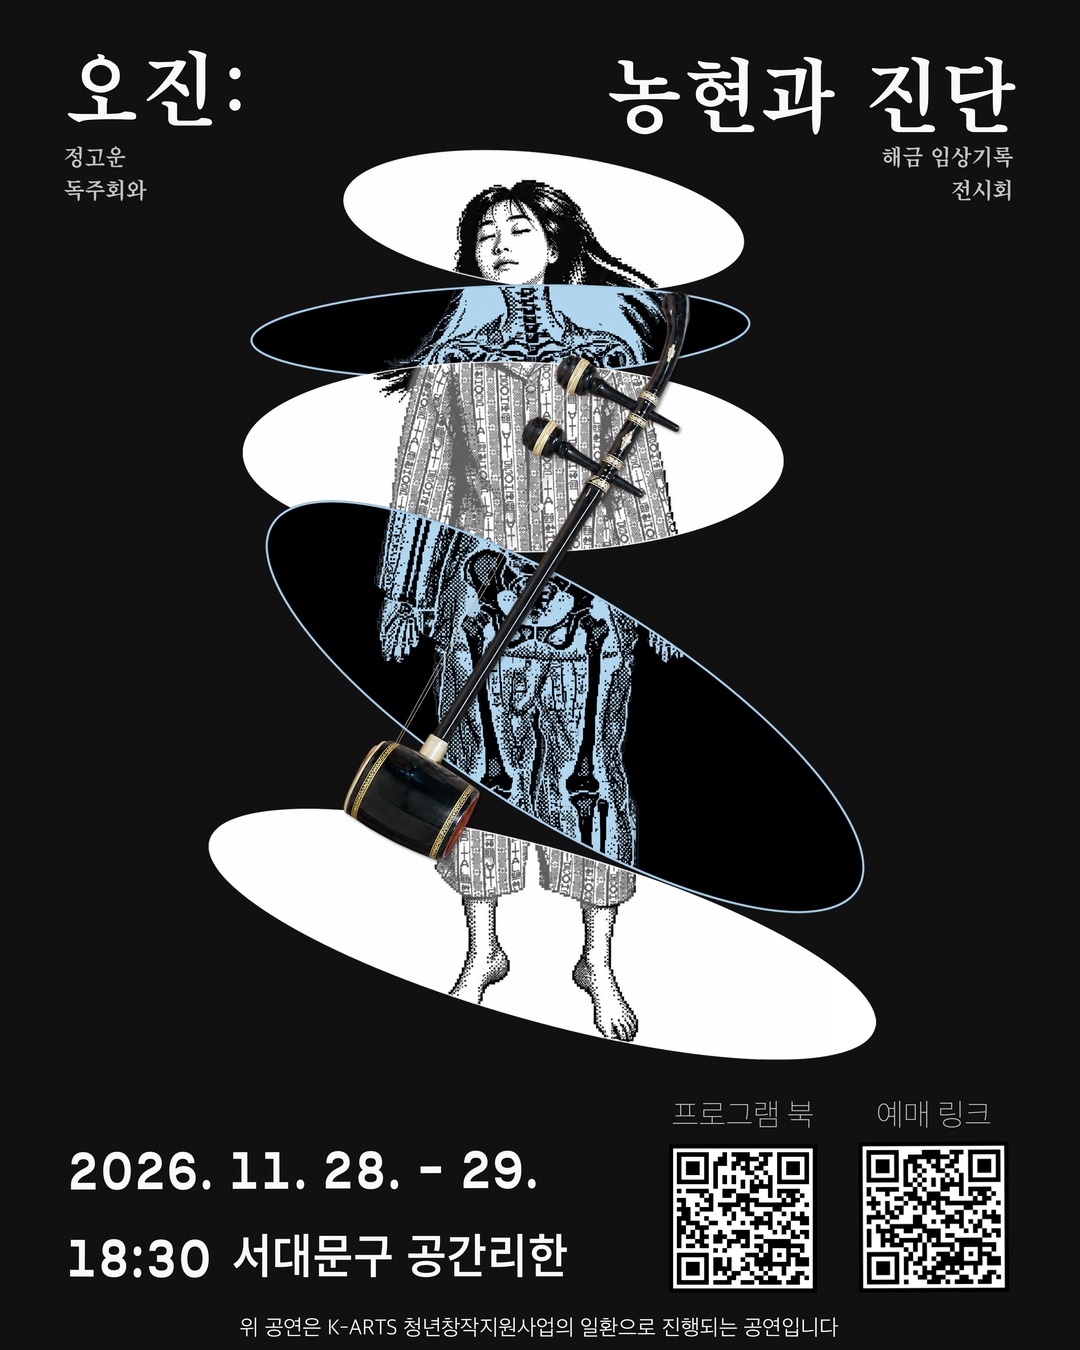 오진:
농현과 진단
정고운
독주회와
해금 임상기록
전시회
프로그램 북
예매 링크
2026. 11. 28. - 29.
18:30 서대문구 공간리한
위 공연은 K-ARTS 청년창작지원사업의 일환으로 진행되는 공연입니다